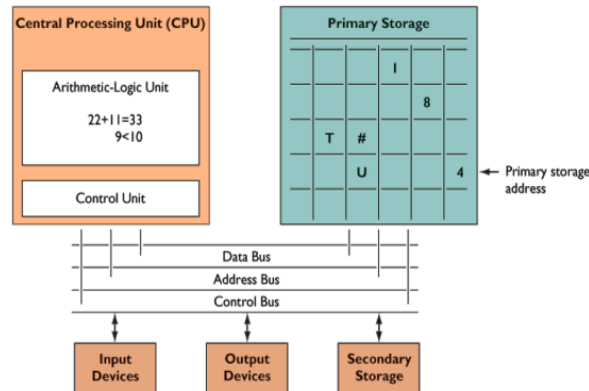 Central Processing Unit (CPU)
Arithmetic-Logic Unit
22+11=33
9<10
Control Unit
Primary Storage
I
8
T #
U 4
Primary storage
address
Data Bus
Address Bus
Control Bus
Input
Devices
Output
Devices
Secondary
Storage